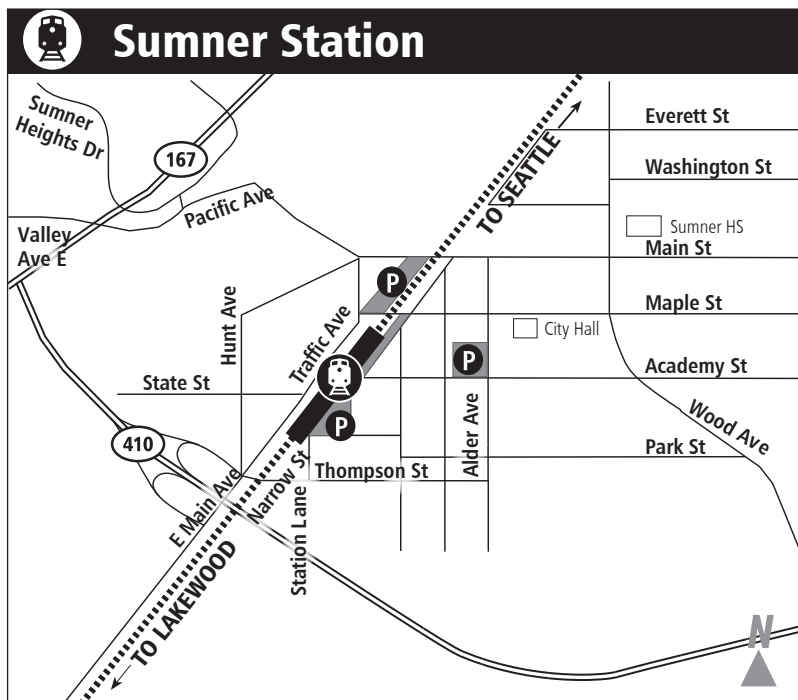 Sumner Station
Sumner
Heights Dr
167
Everett St
TO SEATTLE
Washington St
Pacific Ave
Valley
Ave E
Sumner HS
Main St
P
Hunt Ave
Traffic Ave
Maple St
City Hall
P
Academy St
State St
Alder Ave
Wood Ave
P
410
Park St
Thompson St
E Main Ave
Narrow St
Station Lane
TO LAKEWOOD
N